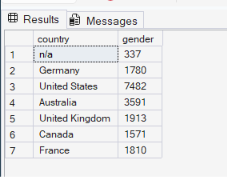 Results Messages
country gender
1 n/a 337
2 Germany 1780
3 United States 7482
4 Australia 3591
5 United Kingdom 1913
6 Canada 1571
7 France 1810